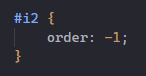 #i2 {
    order: -1;
}